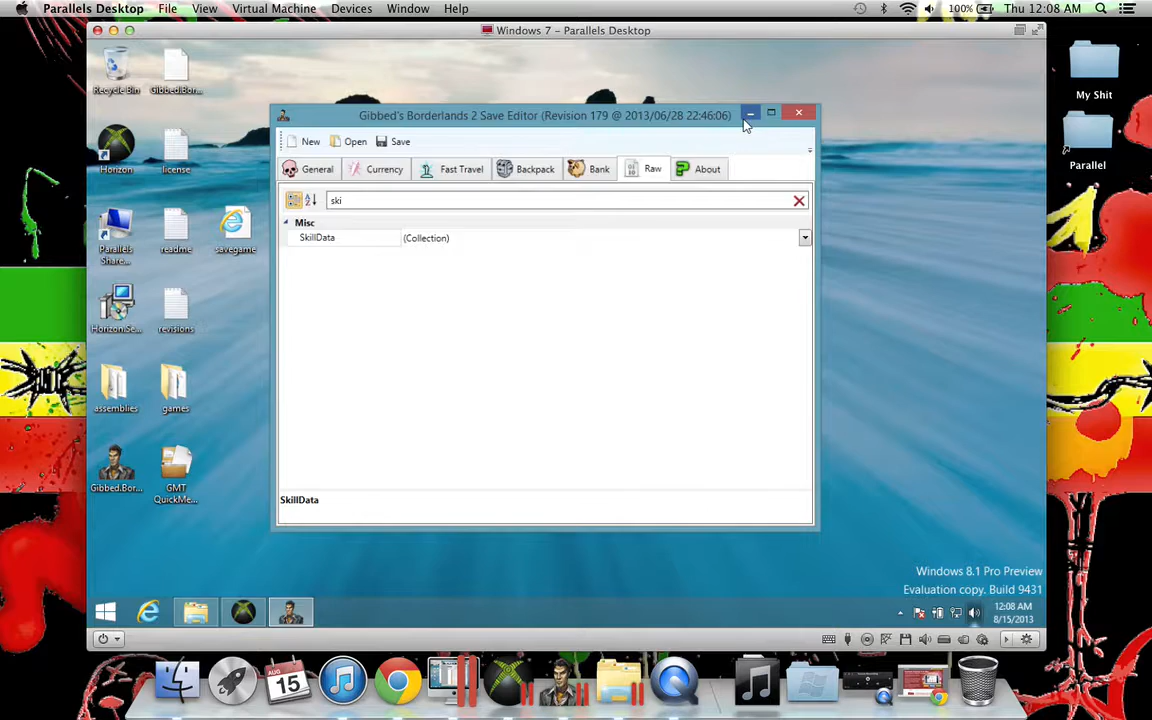 Parallels Desktop File View Virtual Machine Devices Window Help 100% Thu 12:08 AM
Windows 7 – Parallels Desktop
Recycle Bin
Gibbed.Bor...
My Shit
Gibbed's Borderlands 2 Save Editor (Revision 179 @ 2013/06/28 22:46:06)
New Open Save
Horizon
license
Parallel
General Currency Fast Travel Backpack Bank Raw About
ski
Misc
SkillData (Collection)
Parallels Share...
readme
savegame
Horizon.Se...
revisions
assemblies
games
Gibbed.Bor...
GMT QuickMe...
SkillData
Windows 8.1 Pro Preview
Evaluation copy. Build 9431
12:08 AM
8/15/2013
AUG
15